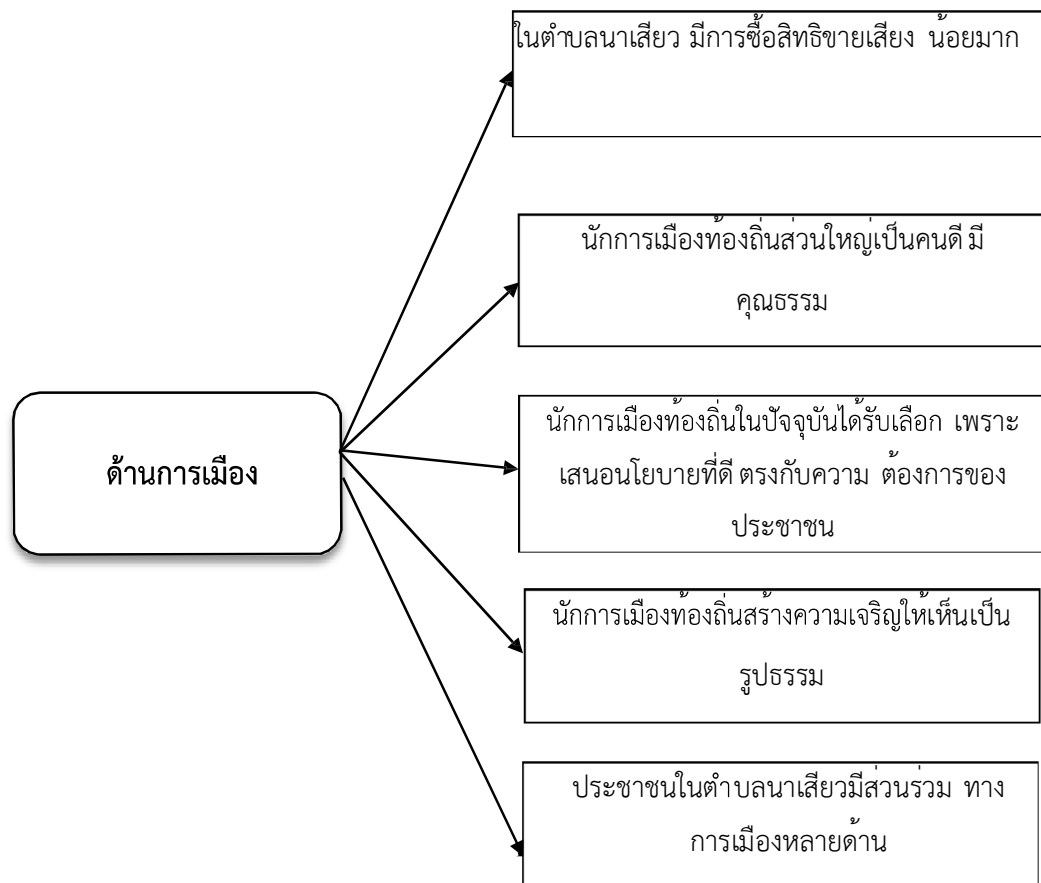 ในตำบลนาเสียว มีการซื้อสิทธิขายเสียง น้อยมาก
นักการเมืองท้องถิ่นส่วนใหญ่เป็นคนดี มี
คุณธรรม
ด้านการเมือง
นักการเมืองท้องถิ่นในปัจจุบันได้รับเลือก เพราะ
เสนอนโยบายที่ดี ตรงกับความ ต้องการของ
ประชาชน
นักการเมืองท้องถิ่นสร้างความเจริญให้เห็นเป็น
รูปธรรม
ประชาชนในตำบลนาเสียวมีส่วนร่วม ทาง
การเมืองหลายด้าน